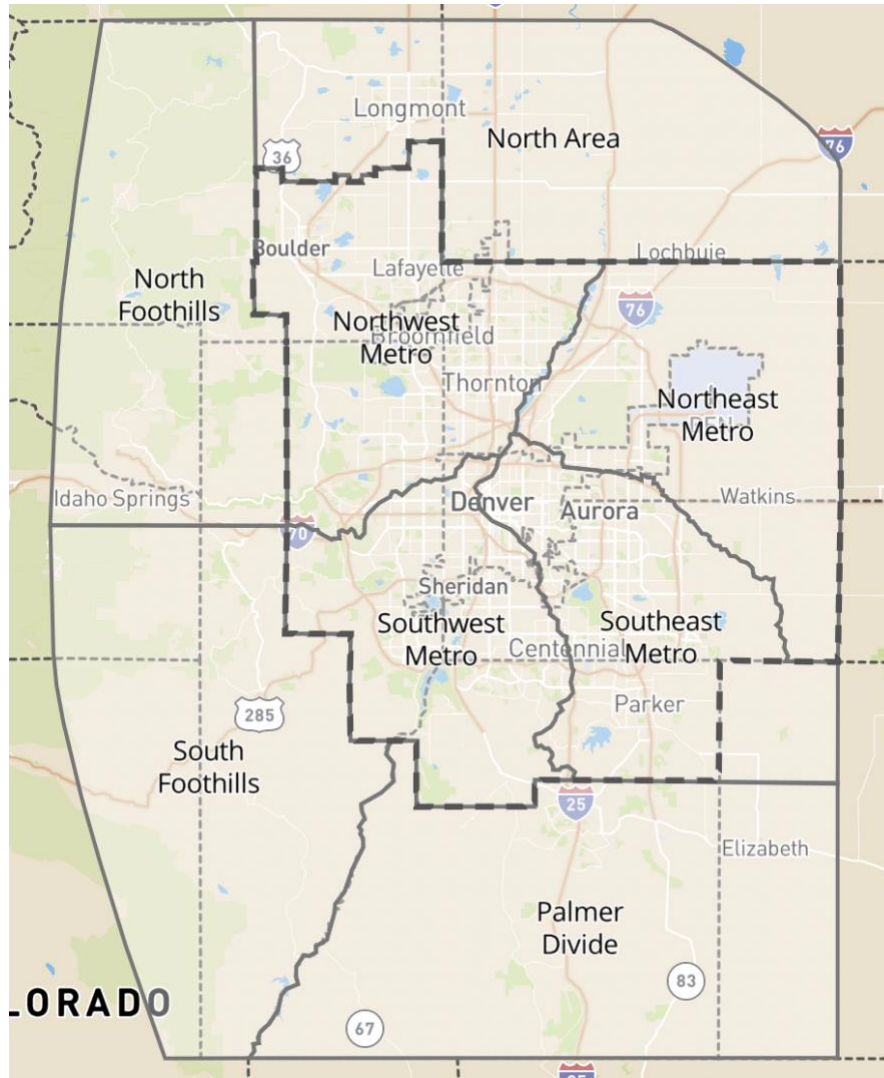 Longmont
North Area
36
76
Boulder
Lafayette
Lochbuie
North
Foothills
76
Northwest
Metro
Broomfield
Thornton
Northeast
Metro
DEN
Idaho Springs
Denver
Aurora
Watkins
70
Sheridan
Southwest
Metro
Southeast
Metro
Centennial
285
Parker
South
Foothills
25
Elizabeth
Palmer
Divide
83
LORADO
67
25